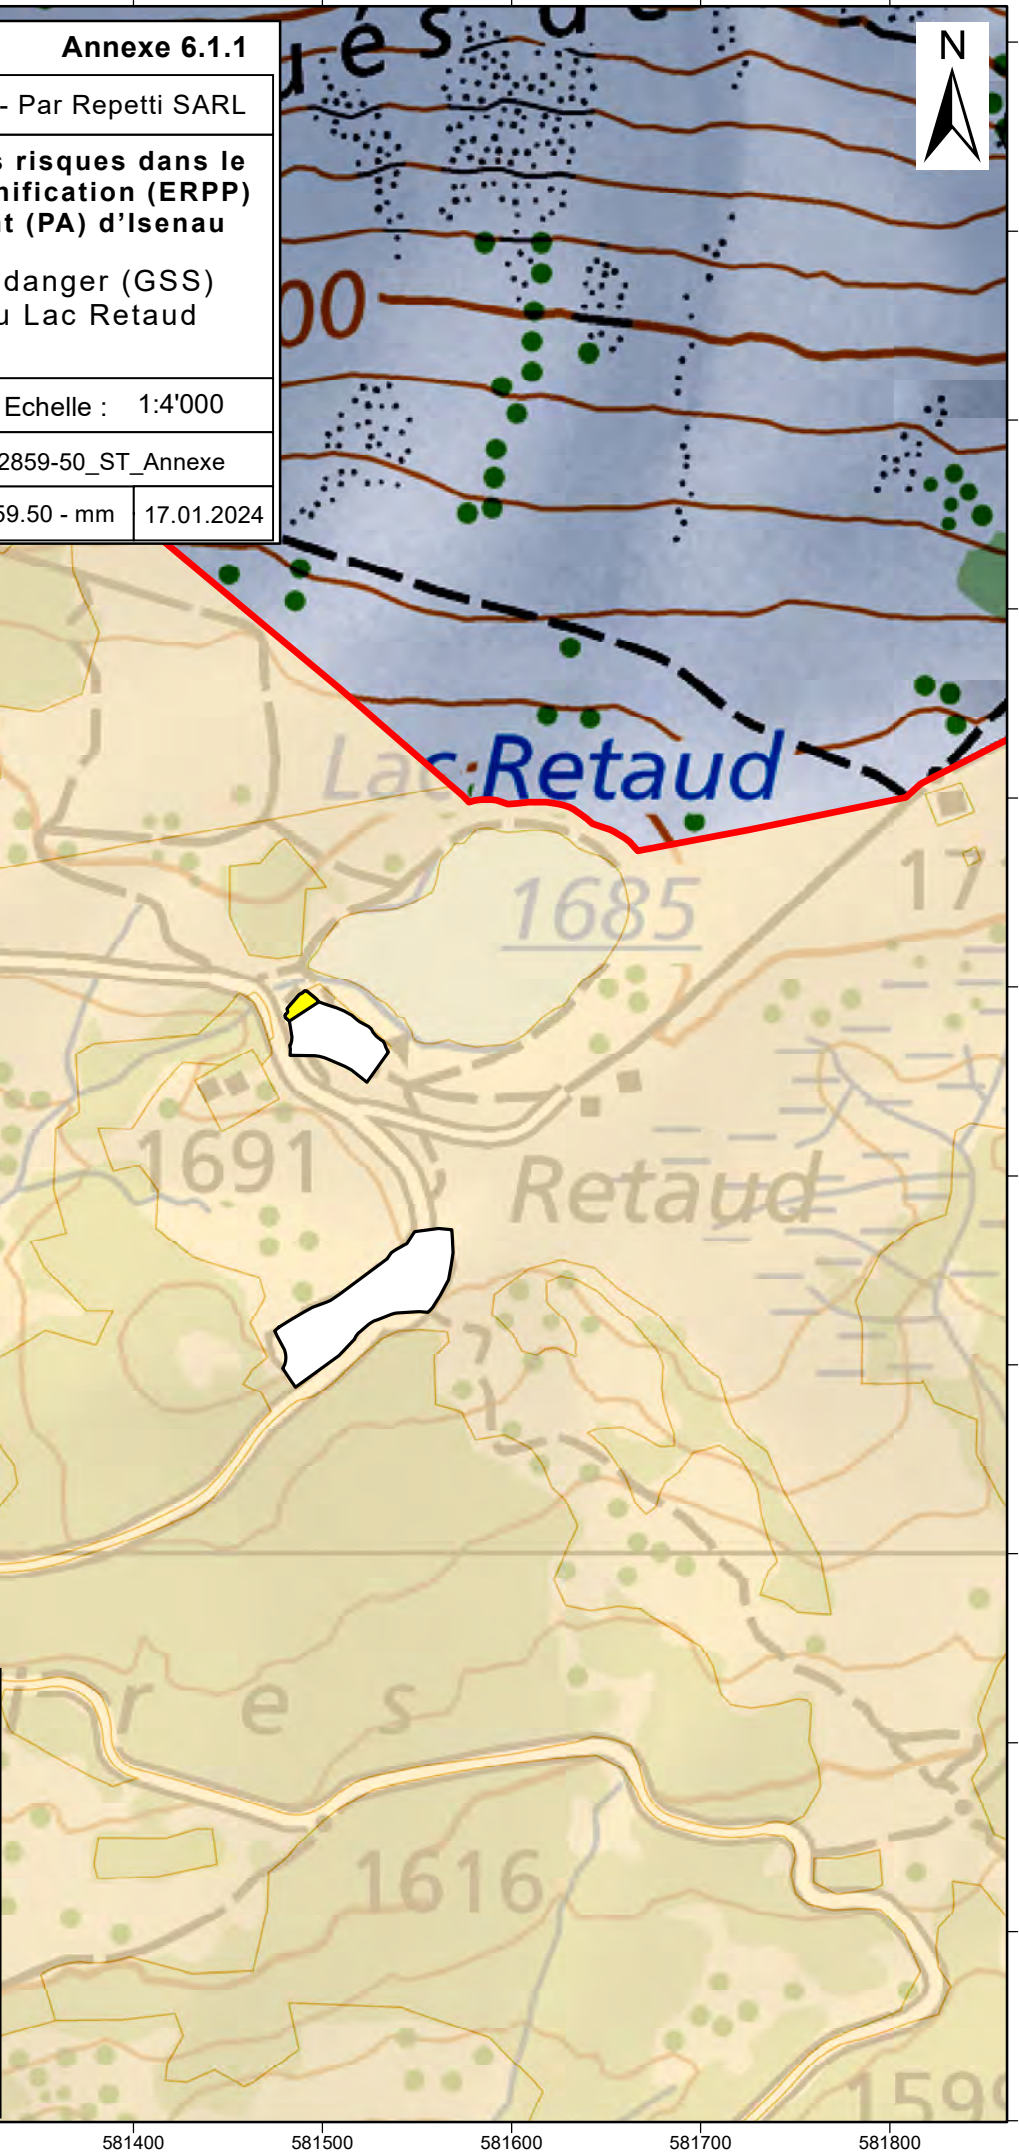 Annexe 6.1.1
- Par Repetti SARL
risques dans le
(ERPP)
(PA) d'Isenau
danger (GSS)
Lac Retaud
Echelle : 1:4'000
2859-50_ST_Annexe
59.50 - mm 17.01.2024
N
00
Lac Retaud
1685
17
1691
Retaud
i r e s
1616
159
581400 581500 581600 581700 581800